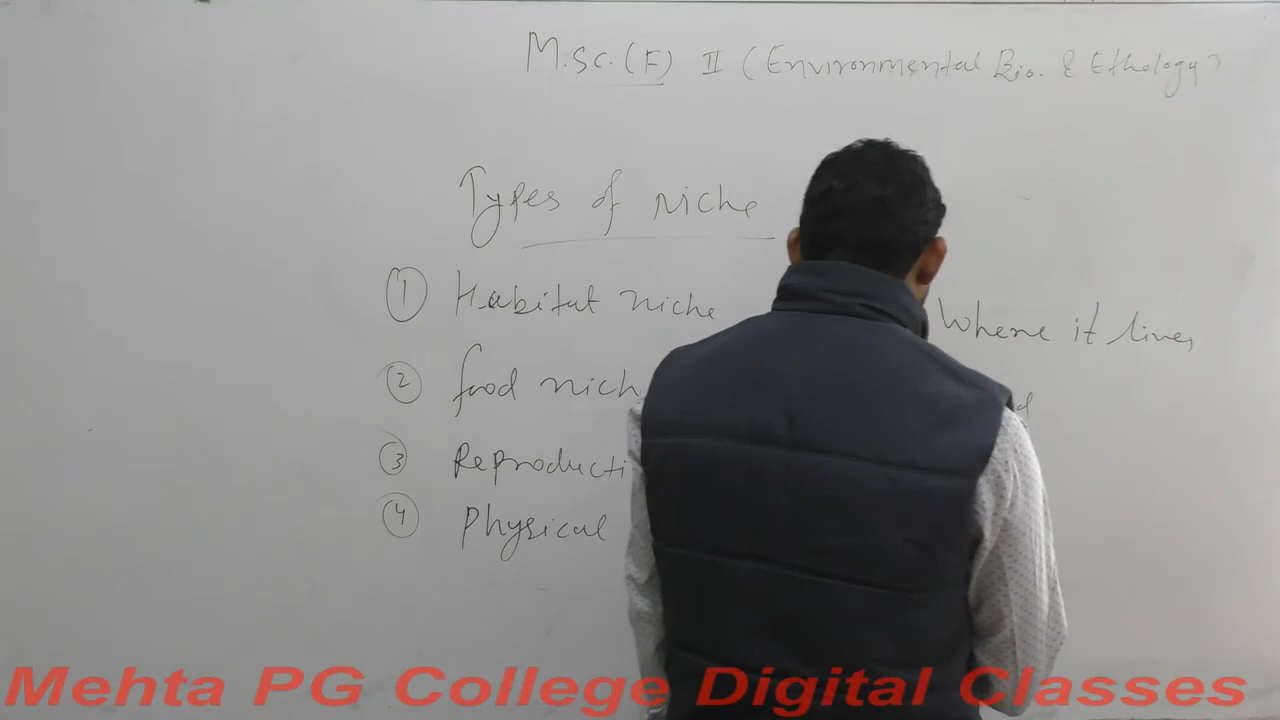 M.Sc. (F) II (Environmental Bio. & Ethology)
Types of niche
① Habitat niche Where it lives
② food nich
③ Reproducti
④ Physical
Mehta PG College Digital Classes